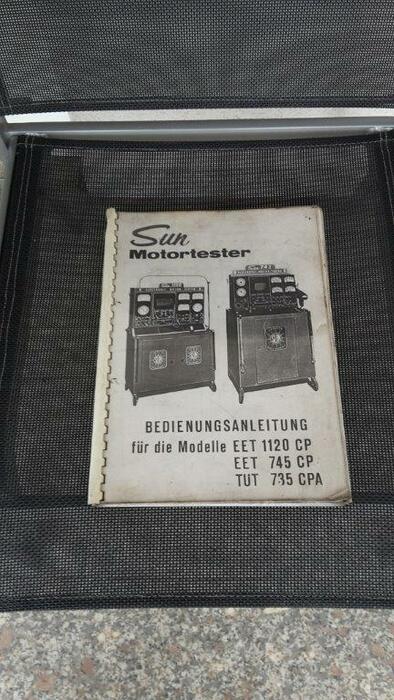 Sun
Motortester
BEDIENUNGSANLEITUNG
für die Modelle EET 1120 CP
EET 745 CP
TUT 735 CPA